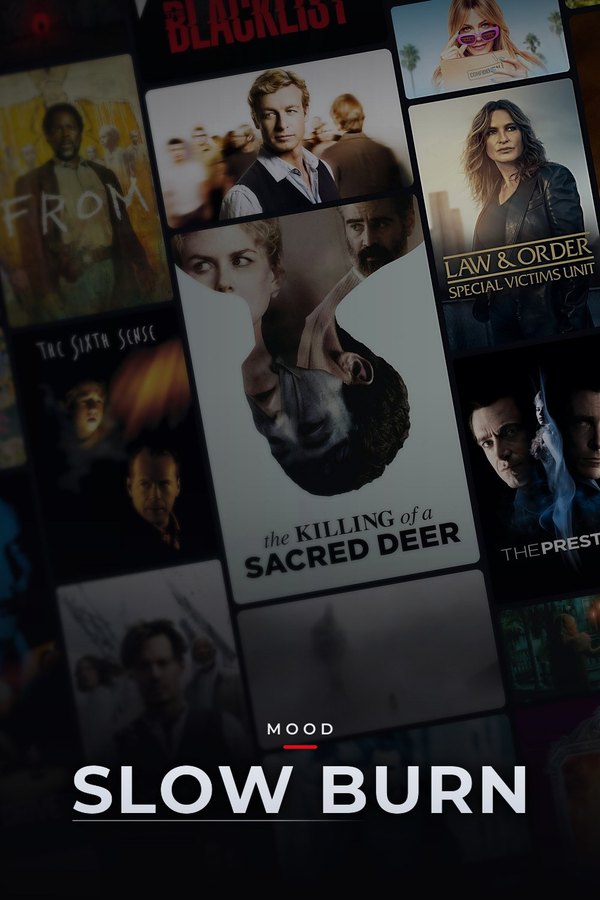 BLACKLIST
CONFIDENTIAL
FROM
LAW & ORDER
SPECIAL VICTIMS UNIT
THE SIXTH SENSE
the KILLING of a
SACRED DEER
THE PREST
MOOD
SLOW BURN